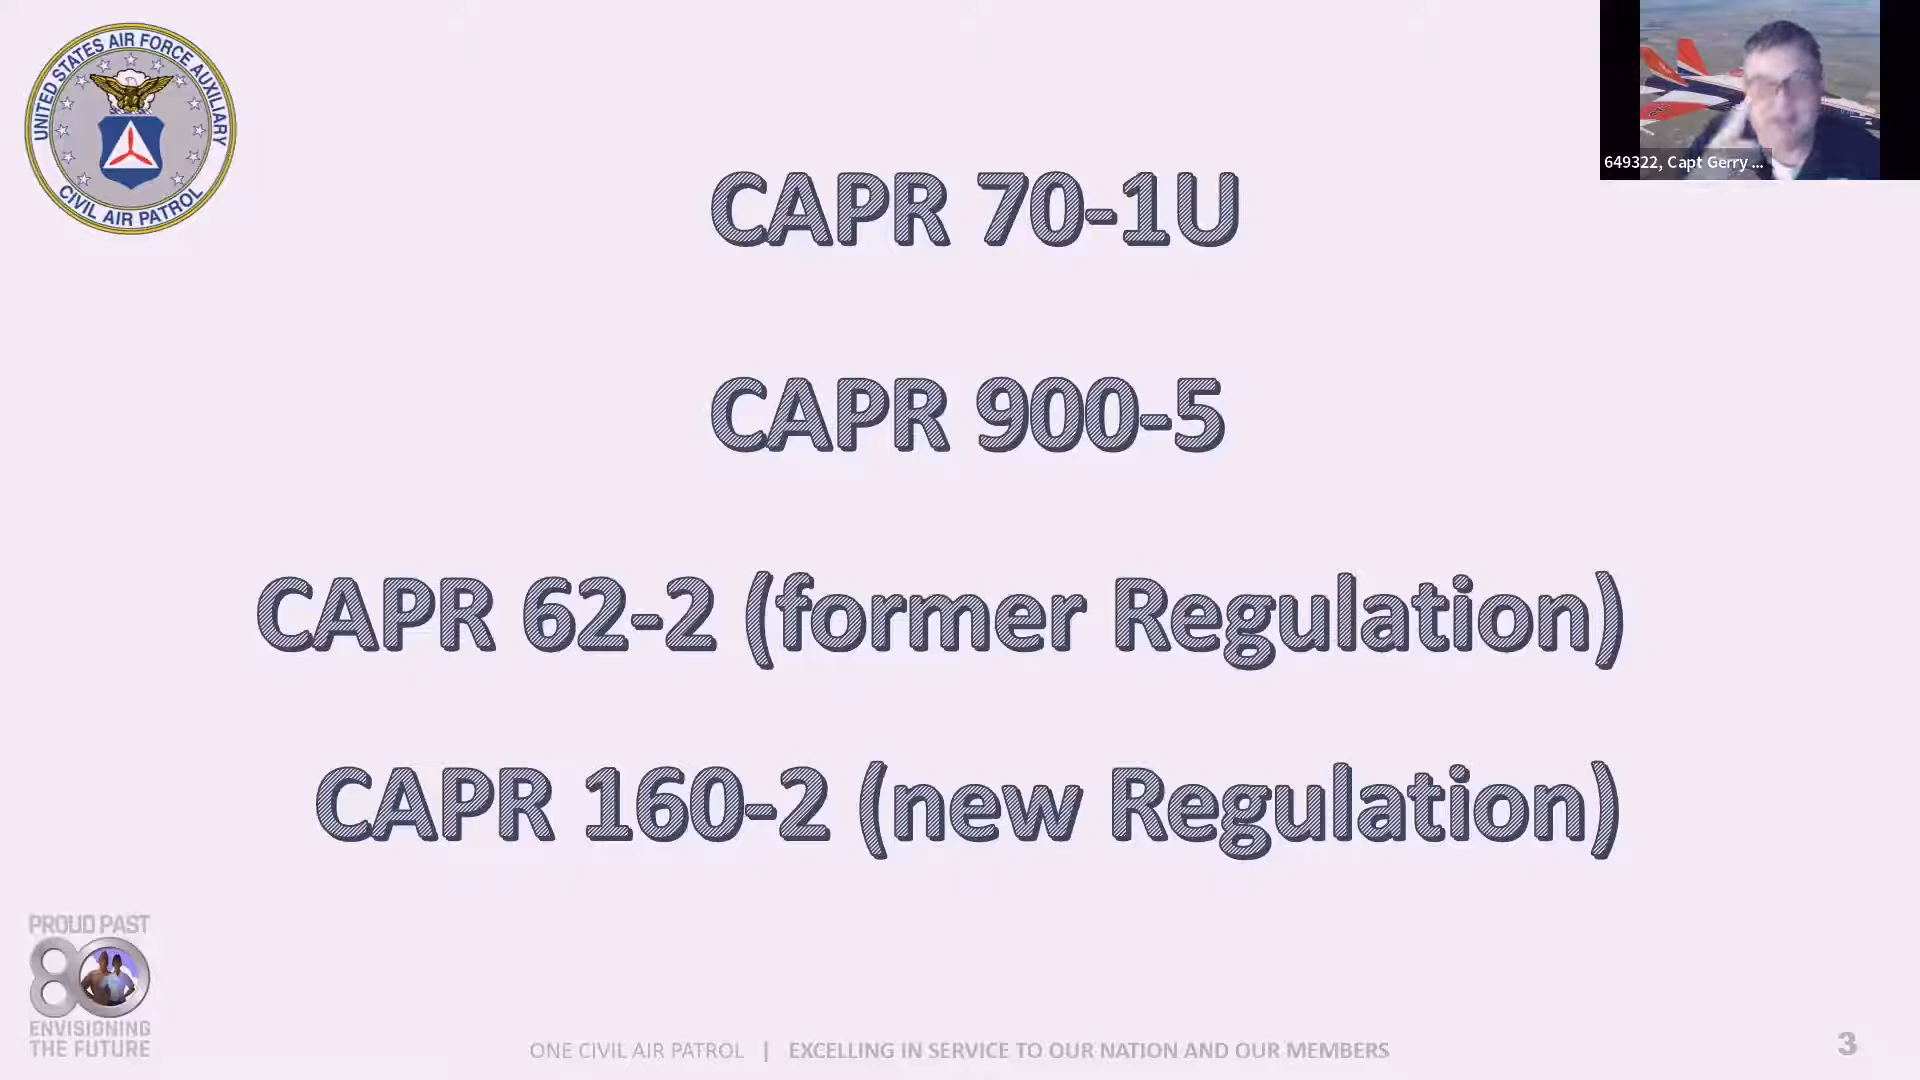 UNITED STATES AIR FORCE AUXILIARY
CIVIL AIR PATROL
649322, Capt Gerry ...
CAPR 70-1U
CAPR 900-5
CAPR 62-2 (former Regulation)
CAPR 160-2 (new Regulation)
PROUD PAST
80
ENVISIONING
THE FUTURE
ONE CIVIL AIR PATROL | EXCELLING IN SERVICE TO OUR NATION AND OUR MEMBERS
3